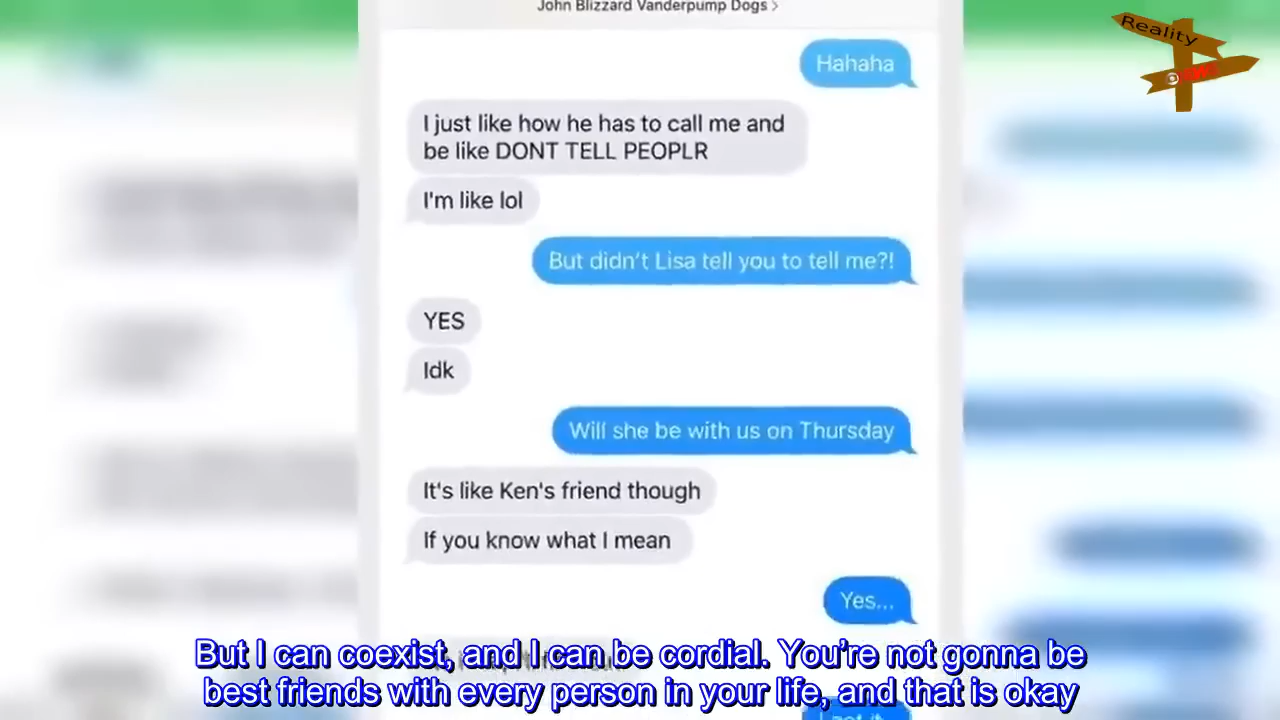 John Blizzard Vanderpump Dogs >
Reality
Hahaha
I just like how he has to call me and
be like DONT TELL PEOPLR
I'm like lol
But didn't Lisa tell you to tell me?!
YES
Idk
Will she be with us on Thursday
It's like Ken's friend though
If you know what I mean
Yes...
But I can coexist, and I can be cordial. You're not gonna be
best friends with every person in your life, and that is okay